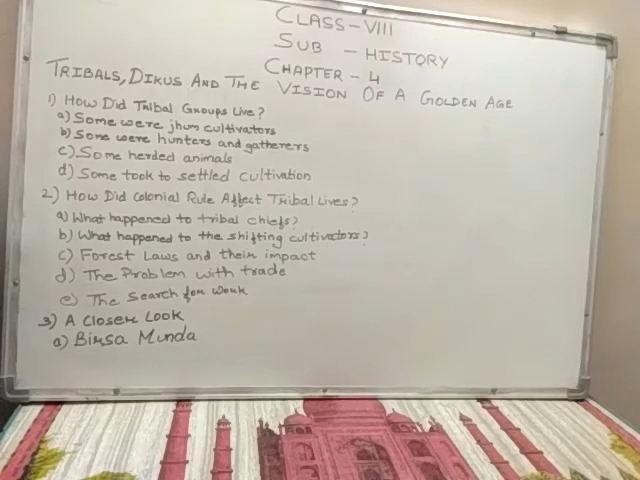 CLASS-VIII
SUB - HISTORY
CHAPTER - 4
TRIBALS, DIKUS AND THE VISION OF A GOLDEN AGE
1) How Did Tribal Groups Live?
a) Some were jhum cultivators
b) Some were hunters and gatherers
c) Some herded animals
d) Some took to settled cultivation
2) How Did Colonial Rule Affect Tribal Lives?
a) What happened to tribal chiefs?
b) What happened to the shifting cultivators?
c) Forest Laws and their impact
d) The Problem with trade
e) The Search for work
3) A Closer Look
a) Birsa Munda